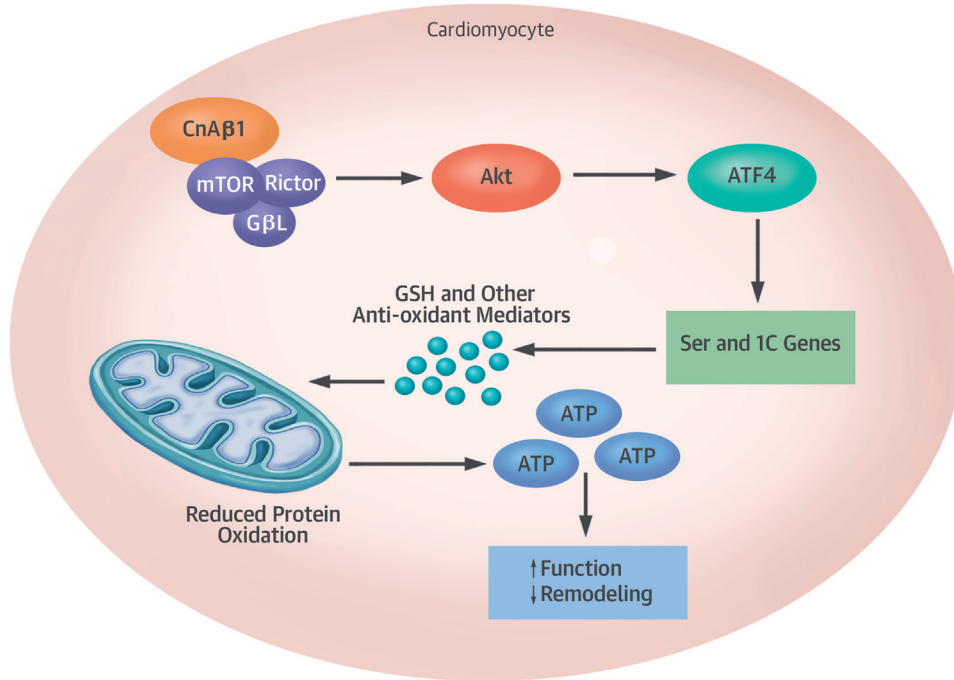 Cardiomyocyte
CnAβ1
mTOR
Rictor
GβL
Akt
ATF4
GSH and Other
Anti-oxidant Mediators
Ser and 1C Genes
ATP
ATP
ATP
Reduced Protein
Oxidation
↑Function
↓Remodeling